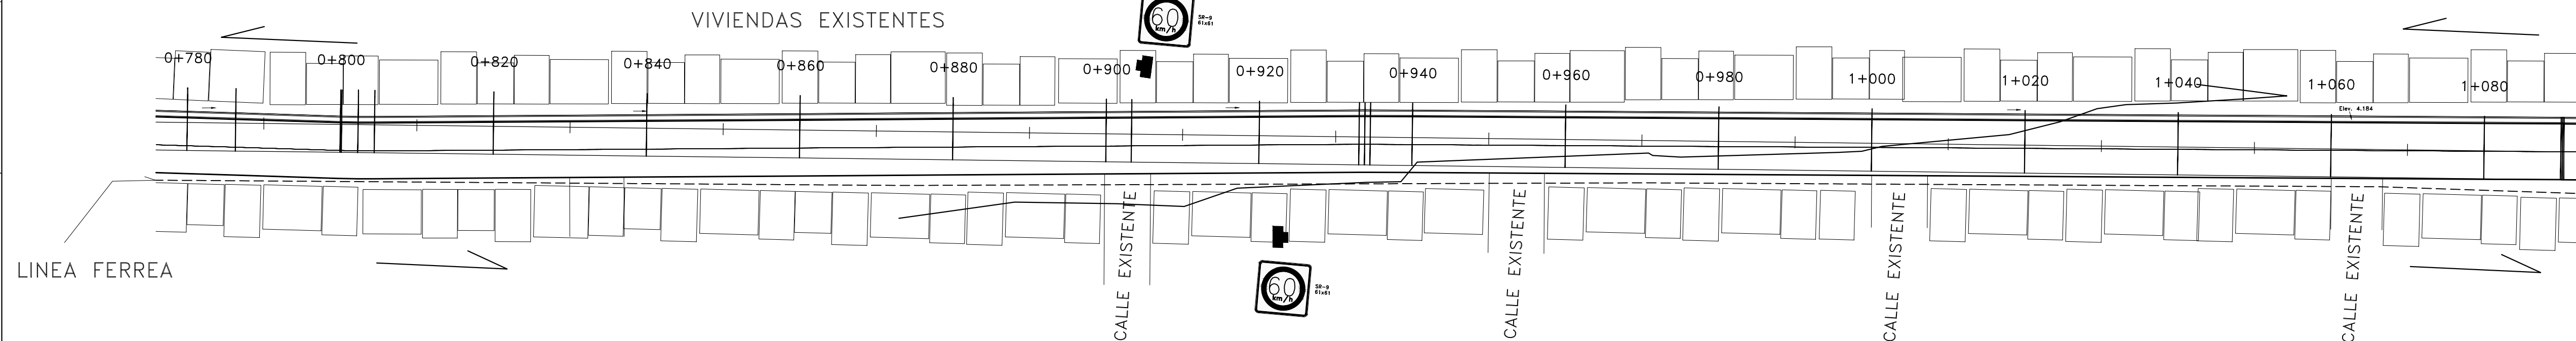 VIVIENDAS EXISTENTES
60
km/h
SR-9
61x61
0+780
0+800
0+820
0+840
0+860
0+880
0+900
0+920
0+940
0+960
0+980
1+000
1+020
1+040
1+060
1+080
Elev. 4.184
LINEA FERREA
CALLE EXISTENTE
CALLE EXISTENTE
CALLE EXISTENTE
CALLE EXISTENTE
60
km/h
SR-9
61x61